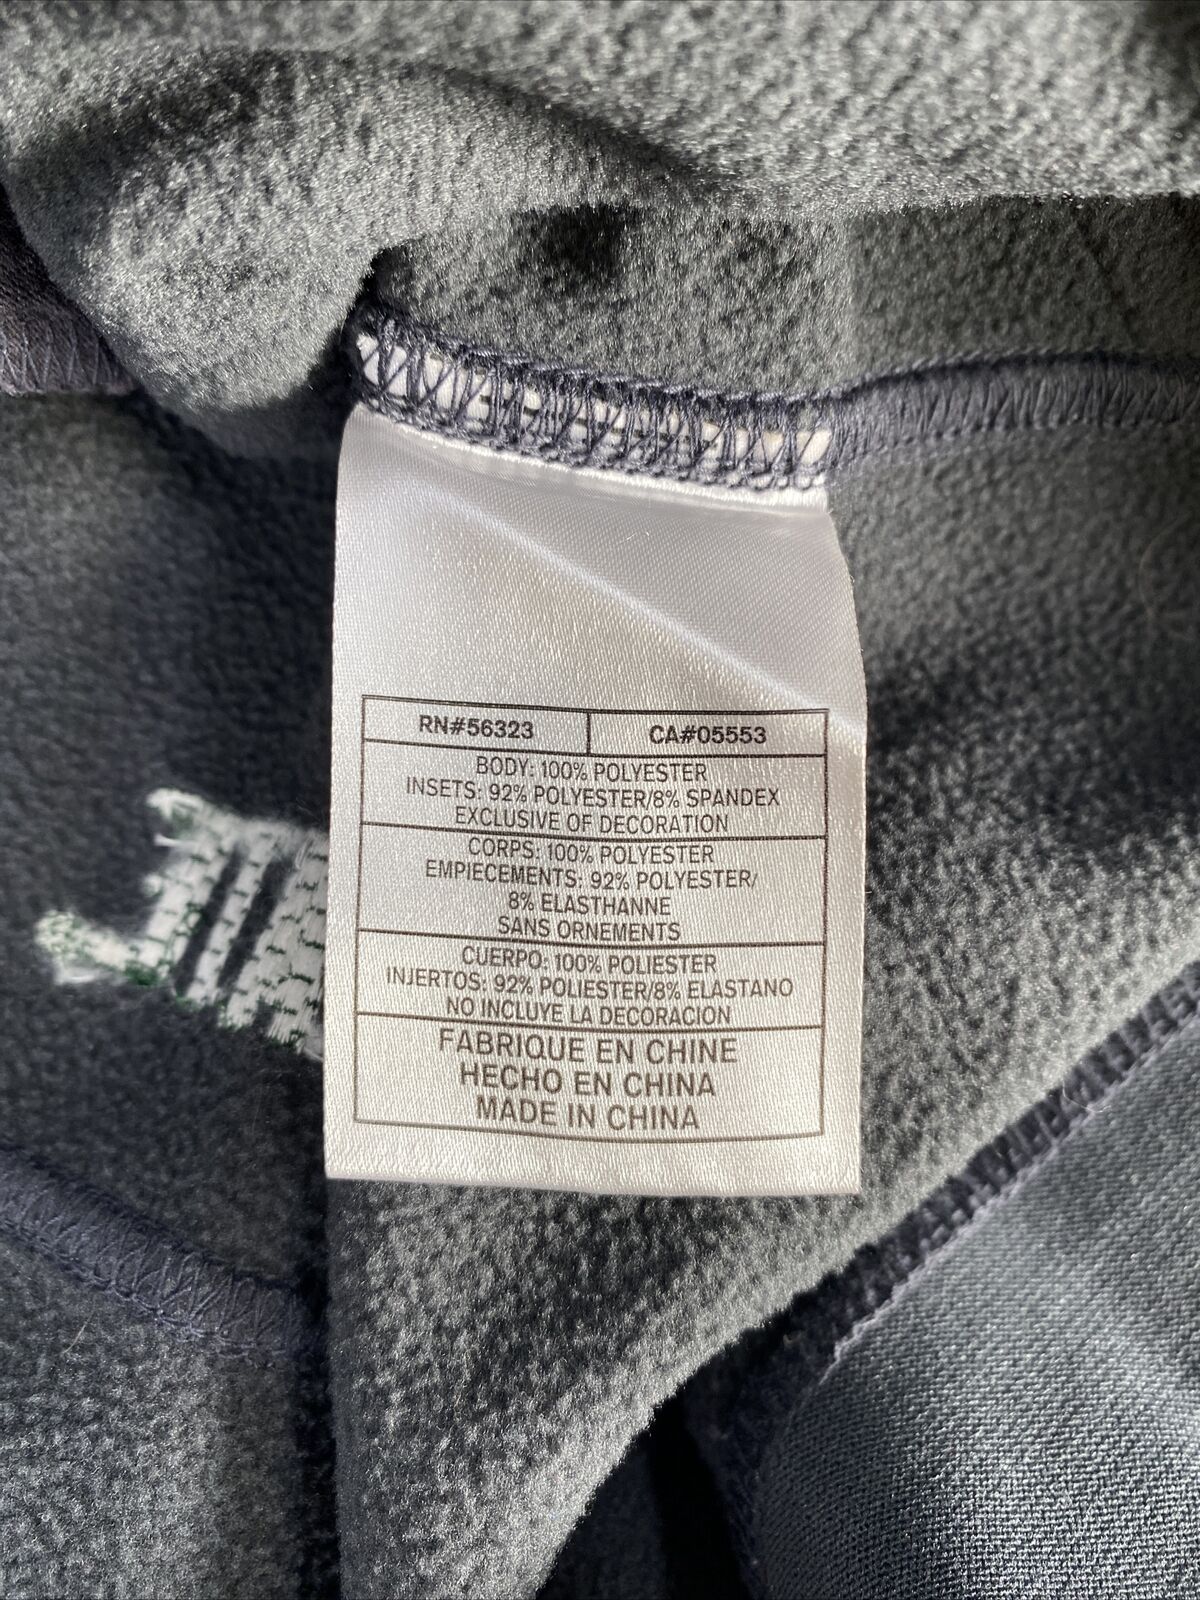 RN#56323 CA#05553
BODY: 100% POLYESTER
INSETS: 92% POLYESTER/8% SPANDEX
EXCLUSIVE OF DECORATION
CORPS: 100% POLYESTER
EMPIECEMENTS: 92% POLYESTER/
8% ELASTHANNE
SANS ORNEMENTS
CUERPO: 100% POLIESTER
INJERTOS: 92% POLIESTER/8% ELASTANO
NO INCLUYE LA DECORACION
FABRIQUE EN CHINE
HECHO EN CHINA
MADE IN CHINA